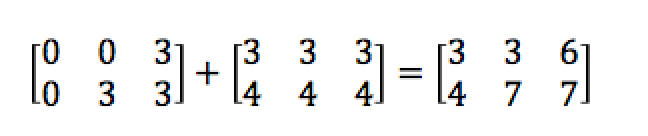 [0 0 3] + [3 3 3] = [3 3 6]
[0 3 3] [4 4 4] [4 7 7]